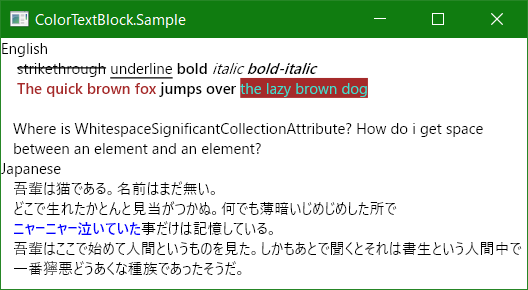 ColorTextBlock.Sample
English
strikethrough underline bold italic bold-italic
The quick brown fox jumps over the lazy brown dog
Where is WhitespaceSignificantCollectionAttribute? How do i get space
between an element and an element?
Japanese
吾輩は猫である。名前はまだ無い。
どこで生れたかとんと見当がつかぬ。何でも薄暗いじめじめした所で
ニャーニャー泣いていた事だけは記憶している。
吾輩はここで始めて人間というものを見た。しかもあとで聞くとそれは書生という人間中で
一番獰悪どうあくな種族であったそうだ。